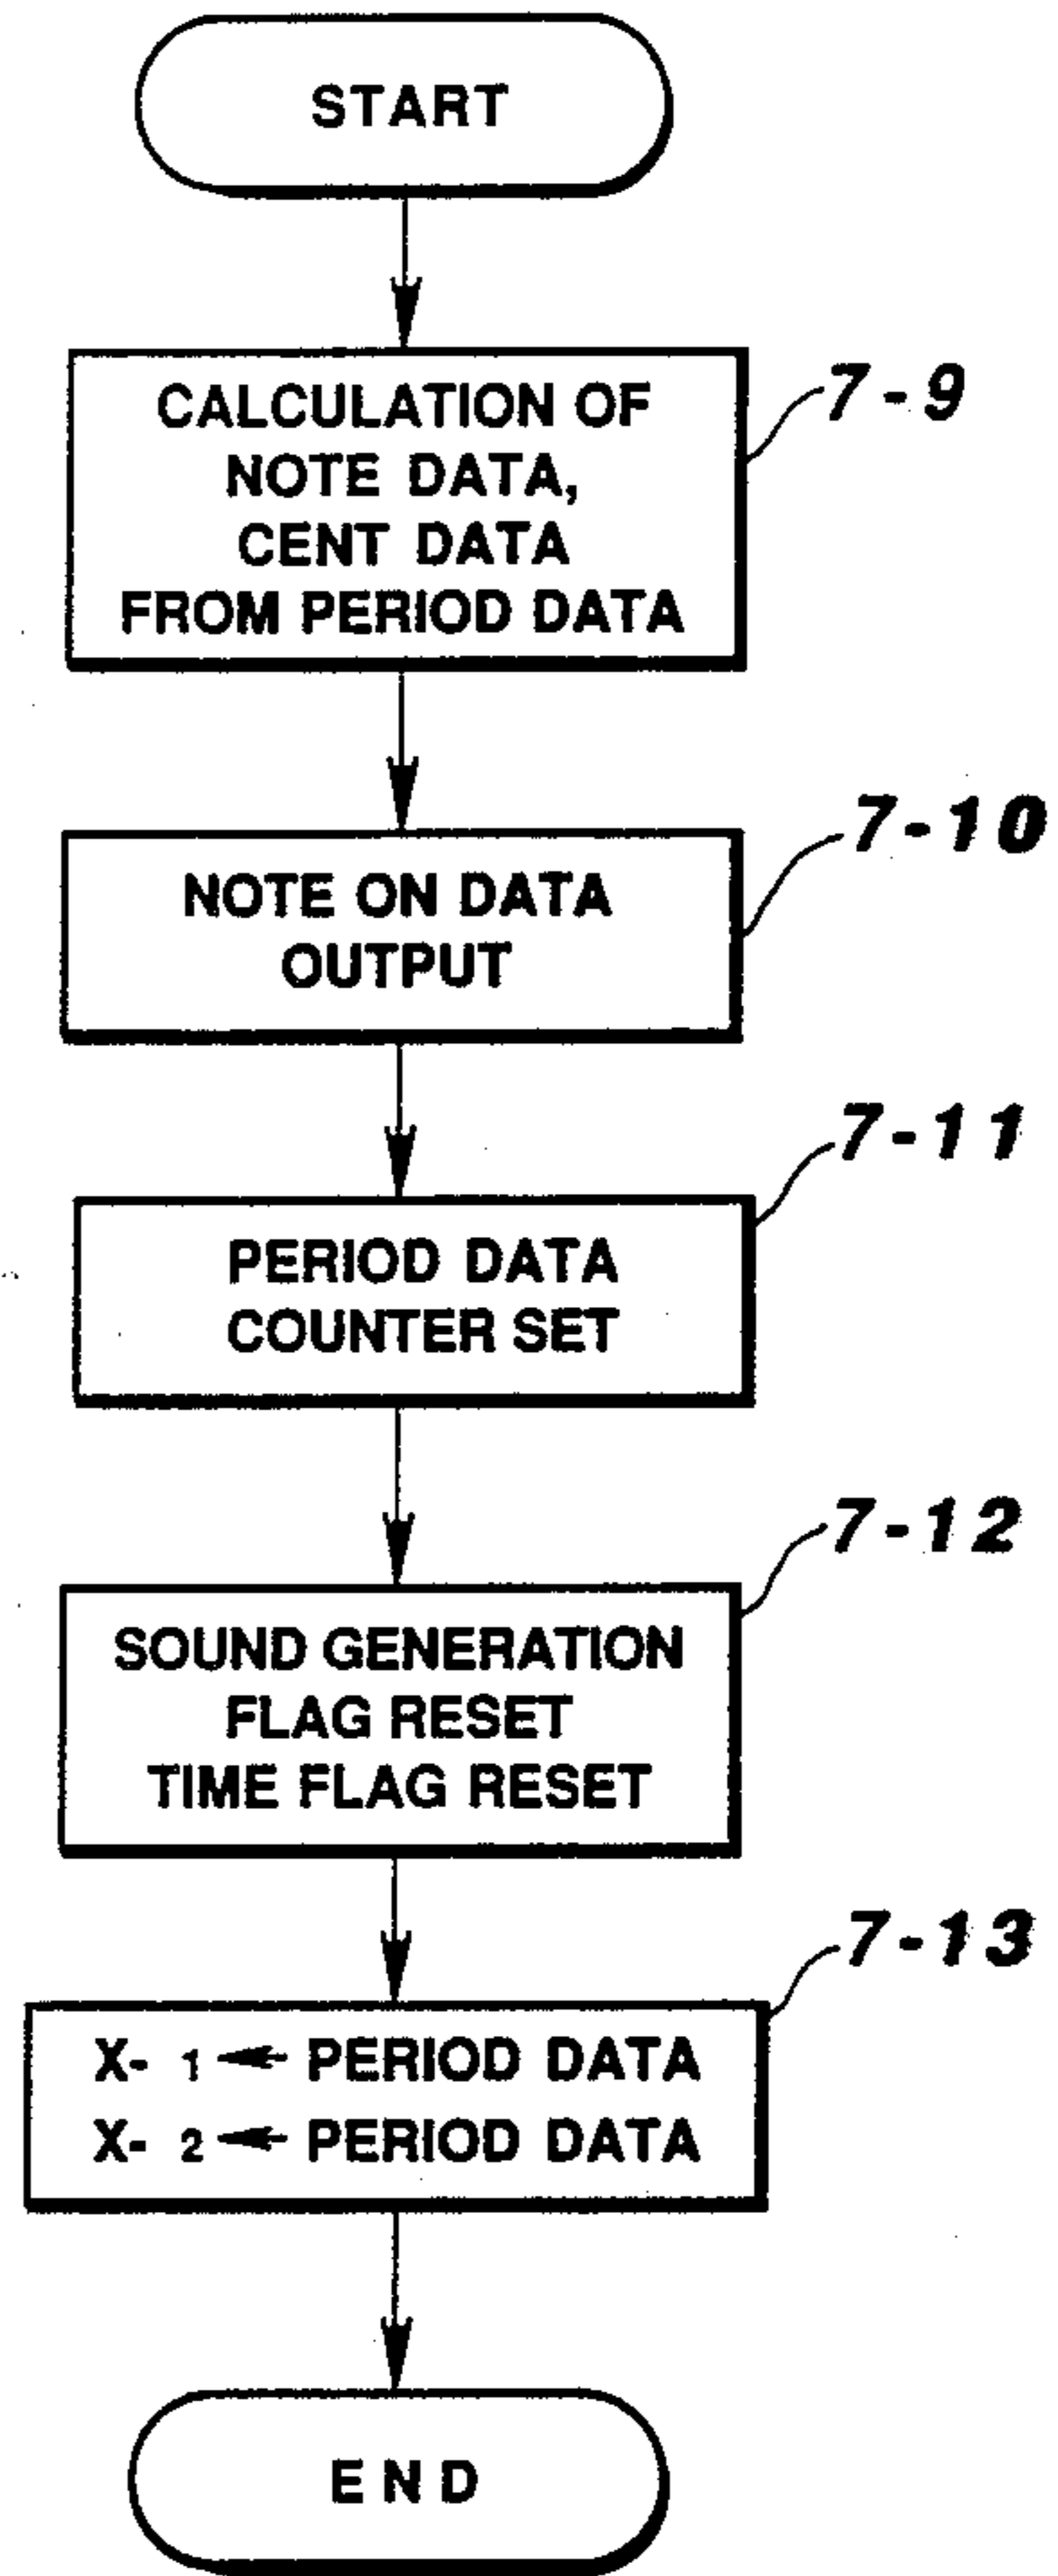 START
CALCULATION OF
NOTE DATA,
CENT DATA
FROM PERIOD DATA
7-9
NOTE ON DATA
OUTPUT
7-10
PERIOD DATA
COUNTER SET
7-11
SOUND GENERATION
FLAG RESET
TIME FLAG RESET
7-12
X- 1 ← PERIOD DATA
X- 2 ← PERIOD DATA
7-13
END